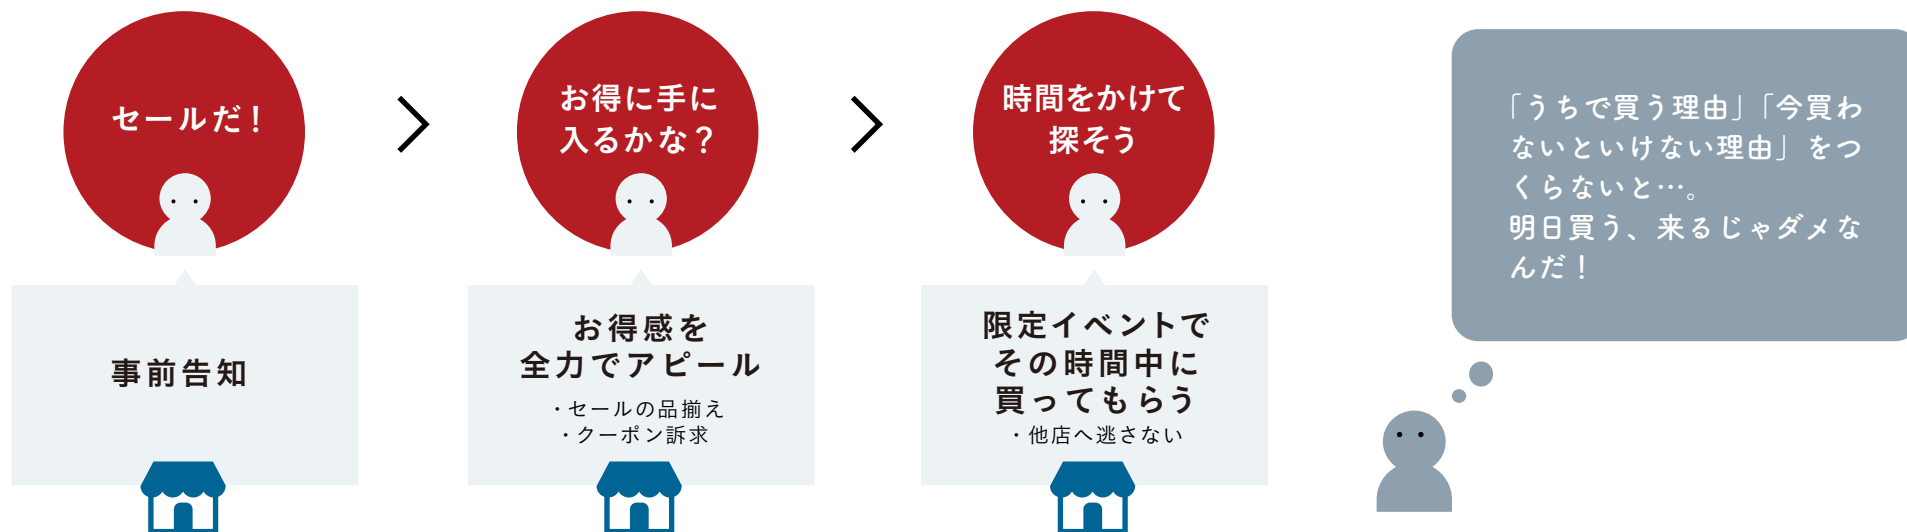 セールだ！
お得に手に
入るかな？
時間をかけて
探そう
事前告知
お得感を
全力でアピール
・セールの品揃え
・クーポン訴求
限定イベントで
その時間中に
買ってもらう
・他店へ逃さない
「うちで買う理由」「今買わ
ないといけない理由」をつ
くらないと…。
明日買う、来るじゃダメな
んだ！